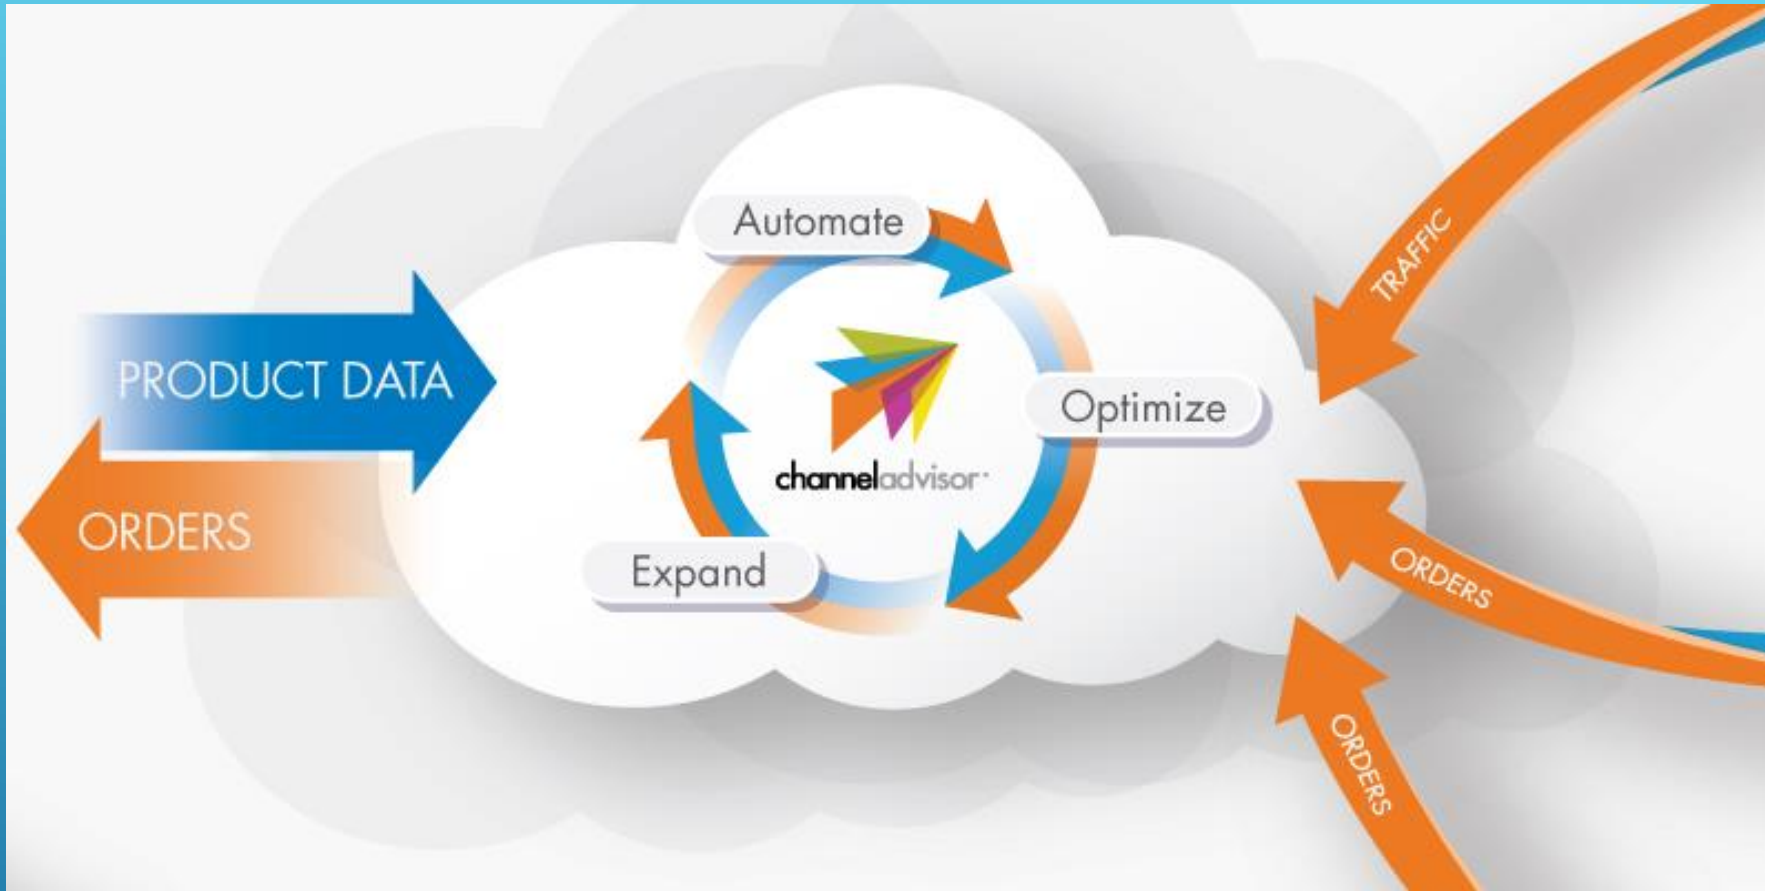 Automate
TRAFFIC
PRODUCT DATA
Optimize
channeladvisor
ORDERS
Expand
ORDERS
ORDERS